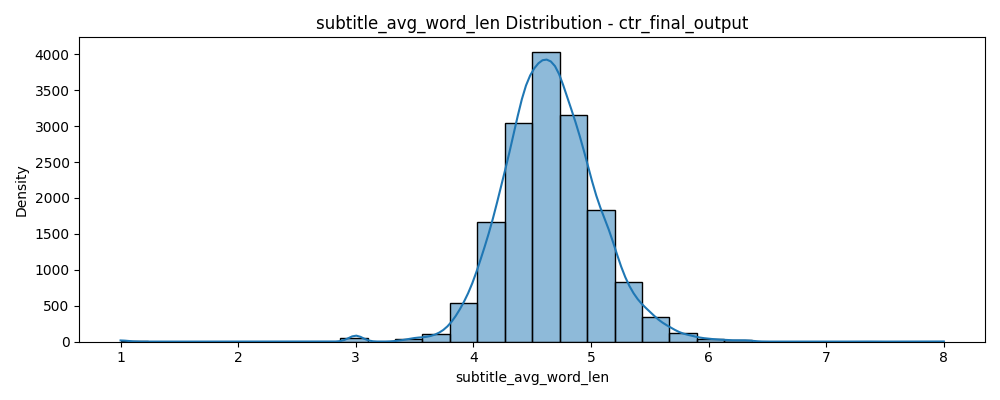 subtitle_avg_word_len Distribution - ctr_final_output
4000
3500
3000
2500
2000
1500
1000
500
0
Density
1 2 3 4 5 6 7 8
subtitle_avg_word_len